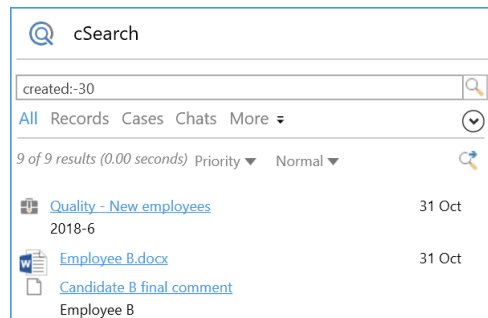 cSearch
created:-30
All Records Cases Chats More
9 of 9 results (0.00 seconds) Priority Normal
Quality - New employees 31 Oct
2018-6
Employee B.docx 31 Oct
Candidate B final comment
Employee B